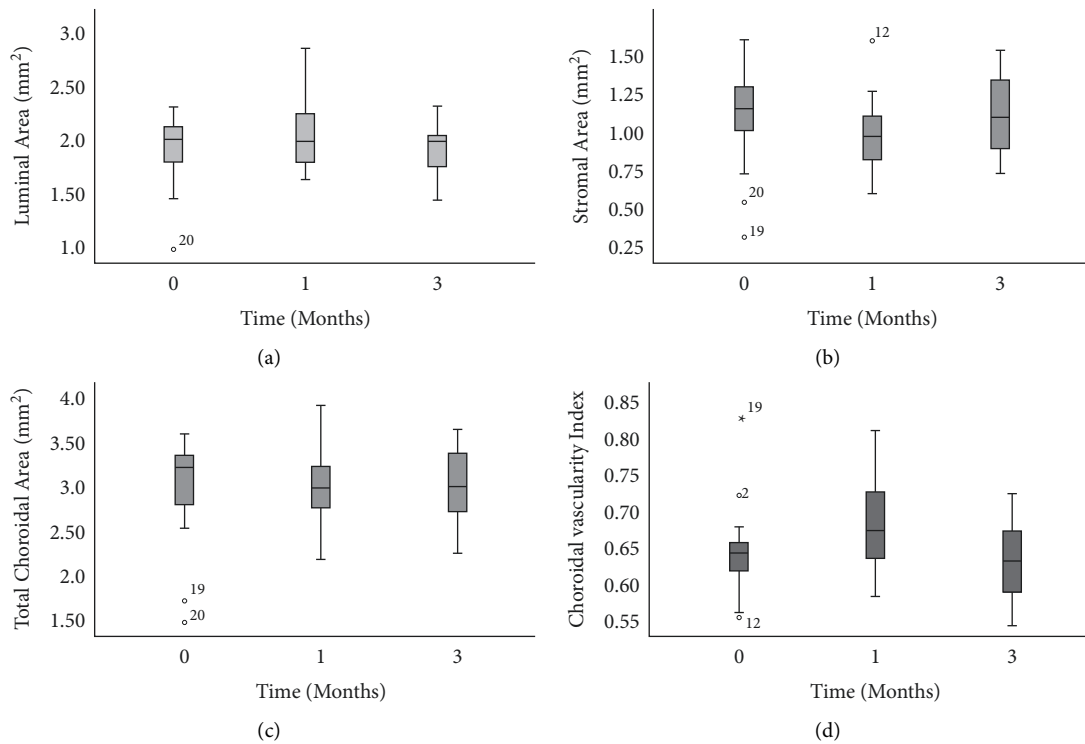 Luminal Area (mm²)
3.0
2.50
2.0
1.50
1.0
20
0 1 3
Time (Months)
(a)
Stromal Area (mm²)
1.50
1.25
1.00
0.75
0.50
0.25
12
20
19
0 1 3
Time (Months)
(b)
Total Choroidal Area (mm²)
4.0
3.50
3.0
2.50
2.0
1.50
19
20
0 1 3
Time (Months)
(c)
Choroidal vascularity Index
0.85
0.80
0.75
0.70
0.65
0.60
0.55
19
2
12
0 1 3
Time (Months)
(d)